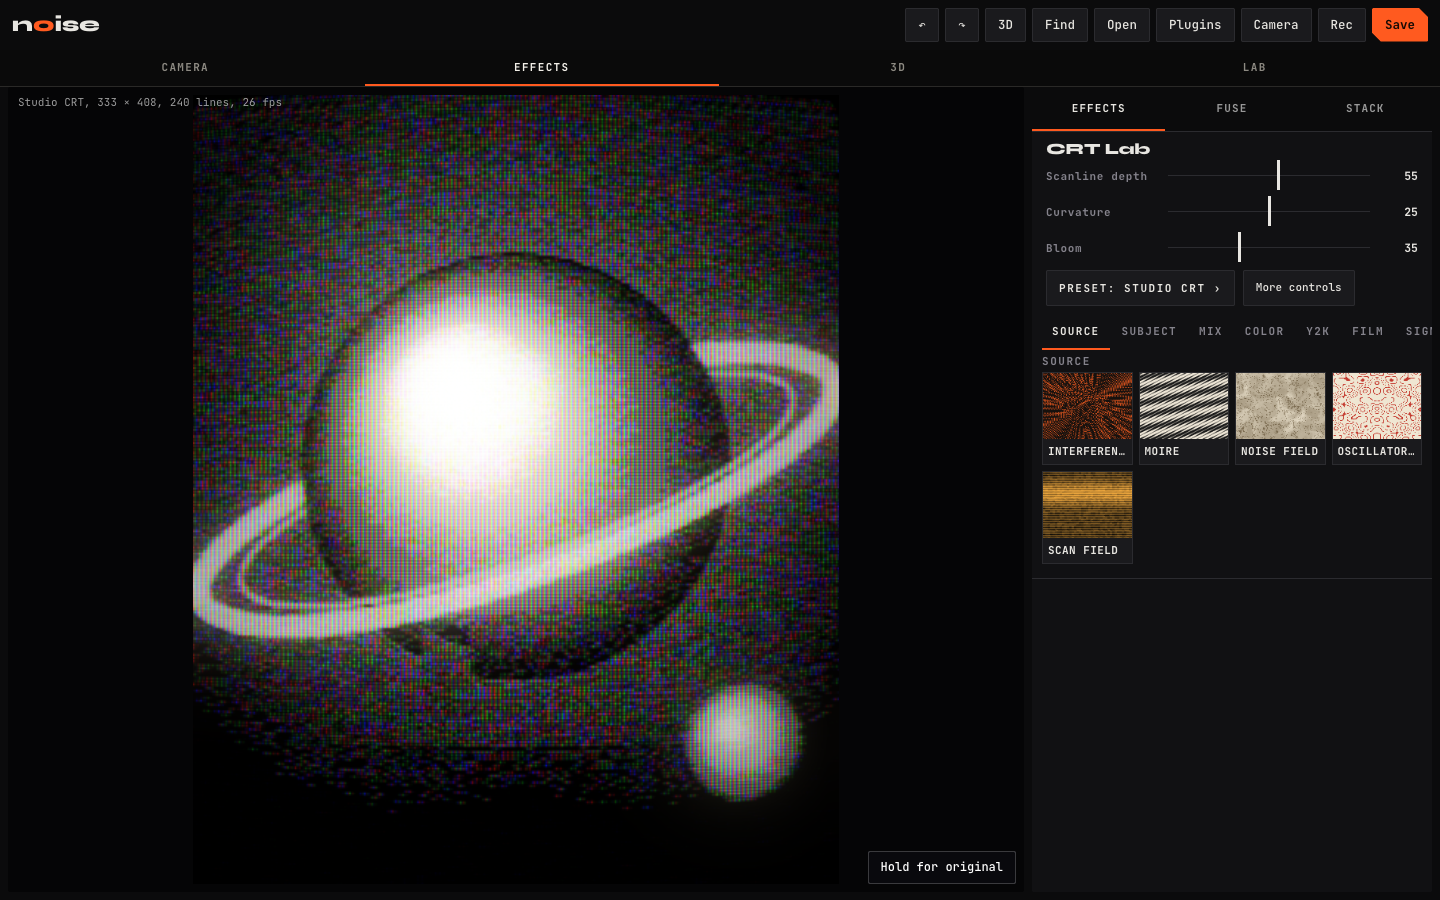 noise
↶ ↷ 3D Find Open Plugins Camera Rec Save
CAMERA EFFECTS 3D LAB
Studio CRT, 333 × 408, 240 lines, 26 fps
EFFECTS FUSE STACK
CRT Lab
Scanline depth 55
Curvature 25
Bloom 35
PRESET: STUDIO CRT › More controls
SOURCE SUBJECT MIX COLOR Y2K FILM SIGN
SOURCE
INTERFEREN… MOIRE NOISE FIELD OSCILLATOR…
SCAN FIELD
Hold for original